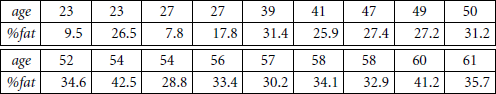 age 23 23 27 27 39 41 47 49 50
%fat 9.5 26.5 7.8 17.8 31.4 25.9 27.4 27.2 31.2
age 52 54 54 56 57 58 58 60 61
%fat 34.6 42.5 28.8 33.4 30.2 34.1 32.9 41.2 35.7